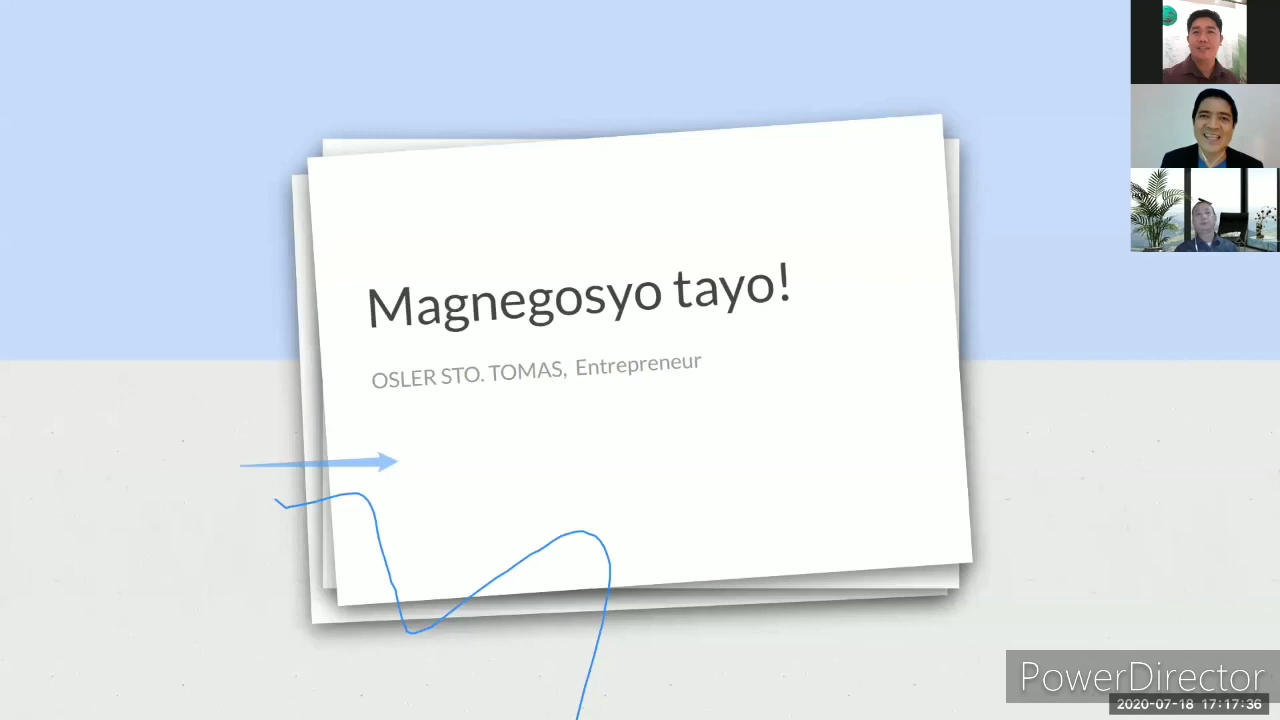 Magnegosyo tayo!
OSLER STO. TOMAS, Entrepreneur
PowerDirector
2020-07-18 17:17:36